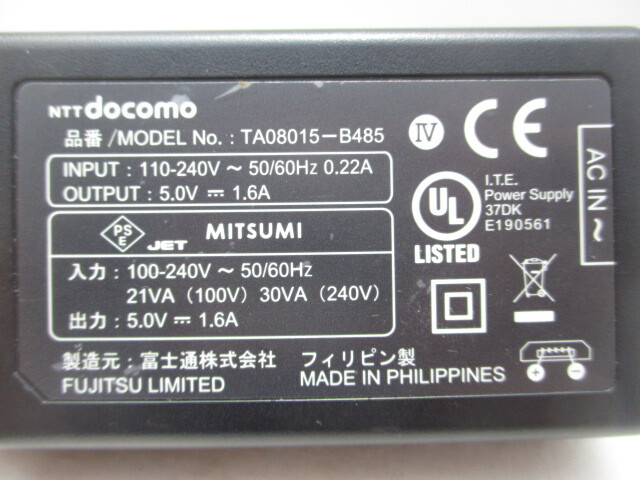 NTT docomo
品番 /MODEL No. : TA08015-B485
INPUT : 110-240V ~ 50/60Hz 0.22A
OUTPUT : 5.0V ⎓ 1.6A
PS E JET MITSUMI
入力 : 100-240V ~ 50/60Hz
21VA (100V) 30VA (240V)
出力 : 5.0V ⎓ 1.6A
製造元 : 富士通株式会社 フィリピン製
FUJITSU LIMITED MADE IN PHILIPPINES
IV CE
UL LISTED
I.T.E.
Power Supply
37DK
E190561
AC IN ~